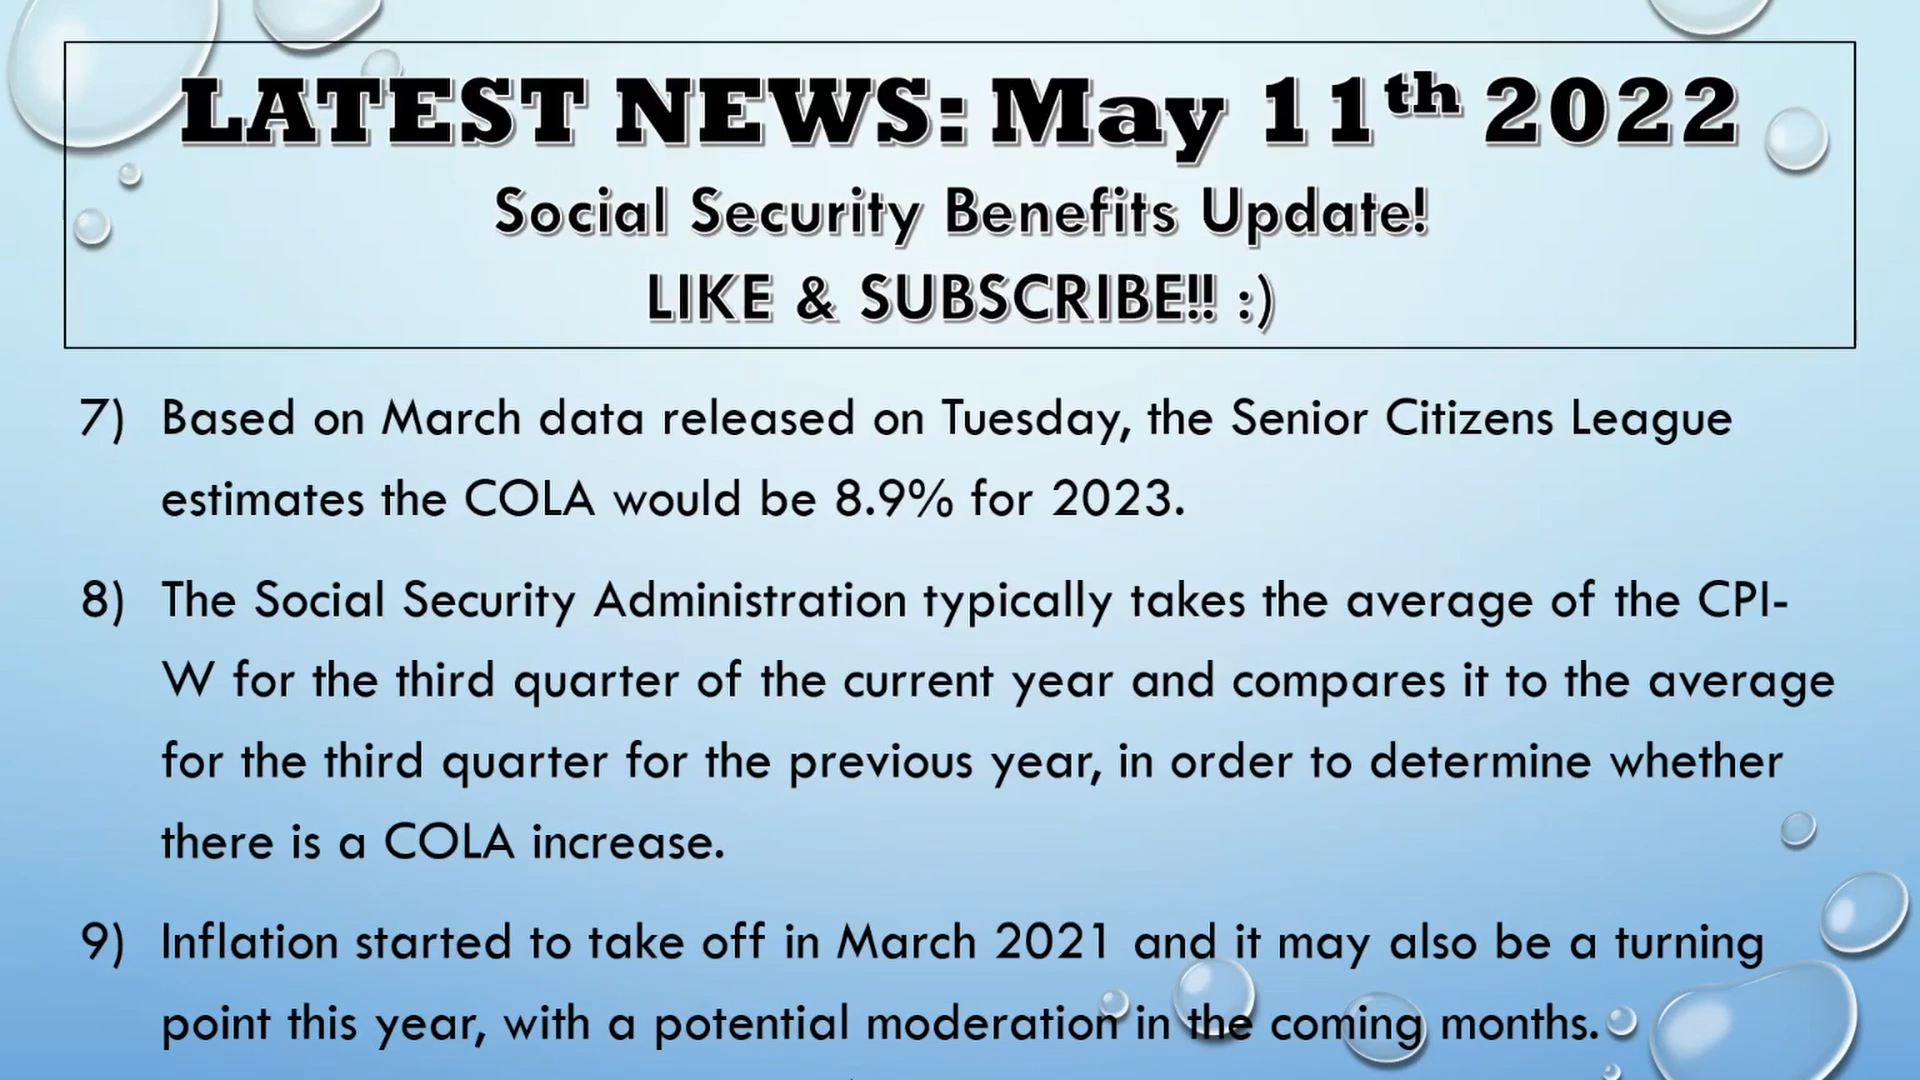 LATEST NEWS: May 11th 2022
Social Security Benefits Update!
LIKE & SUBSCRIBE!! :)
7) Based on March data released on Tuesday, the Senior Citizens League
estimates the COLA would be 8.9% for 2023.
8) The Social Security Administration typically takes the average of the CPI-
W for the third quarter of the current year and compares it to the average
for the third quarter for the previous year, in order to determine whether
there is a COLA increase.
9) Inflation started to take off in March 2021 and it may also be a turning
point this year, with a potential moderation in the coming months.